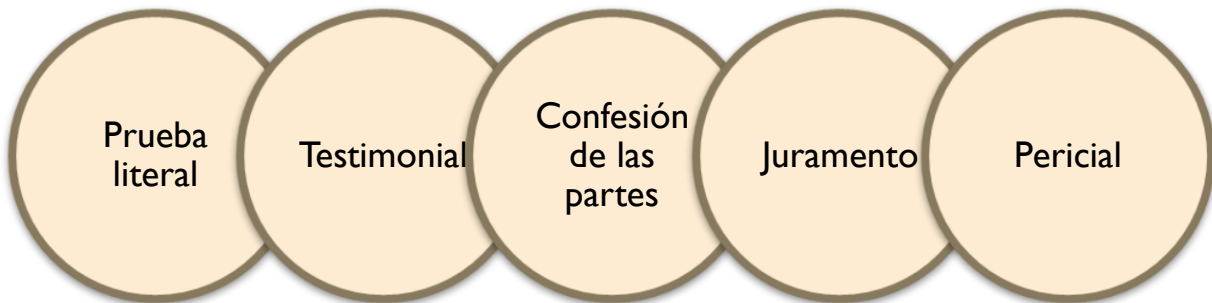 Prueba
literal
Testimonial
Confesión
de las
partes
Juramento
Pericial